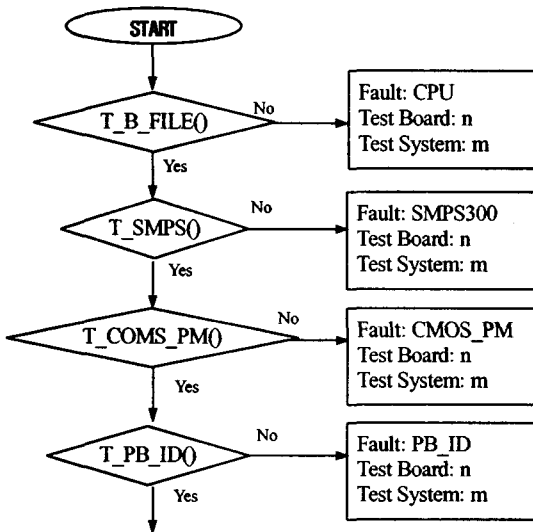 START
T_B_FILE()
No
Fault: CPU
Test Board: n
Test System: m
Yes
T_SMPS()
No
Fault: SMPS300
Test Board: n
Test System: m
Yes
T_COMS_PM()
No
Fault: CMOS_PM
Test Board: n
Test System: m
Yes
T_PB_ID()
No
Fault: PB_ID
Test Board: n
Test System: m
Yes